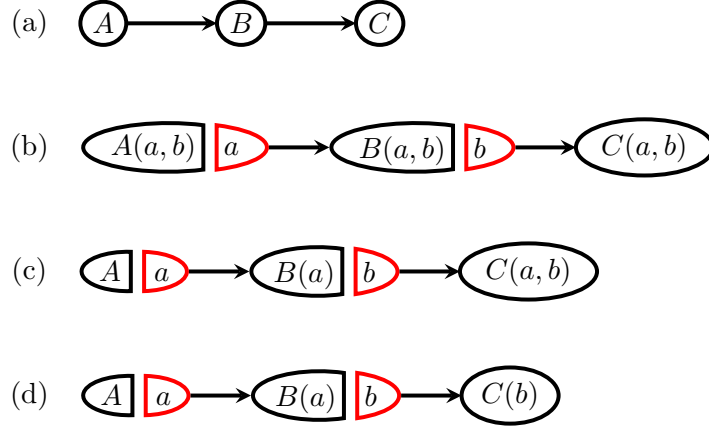 (a) A B C
(b) A(a, b) a B(a, b) b C(a, b)
(c) A a B(a) b C(a, b)
(d) A a B(a) b C(b)